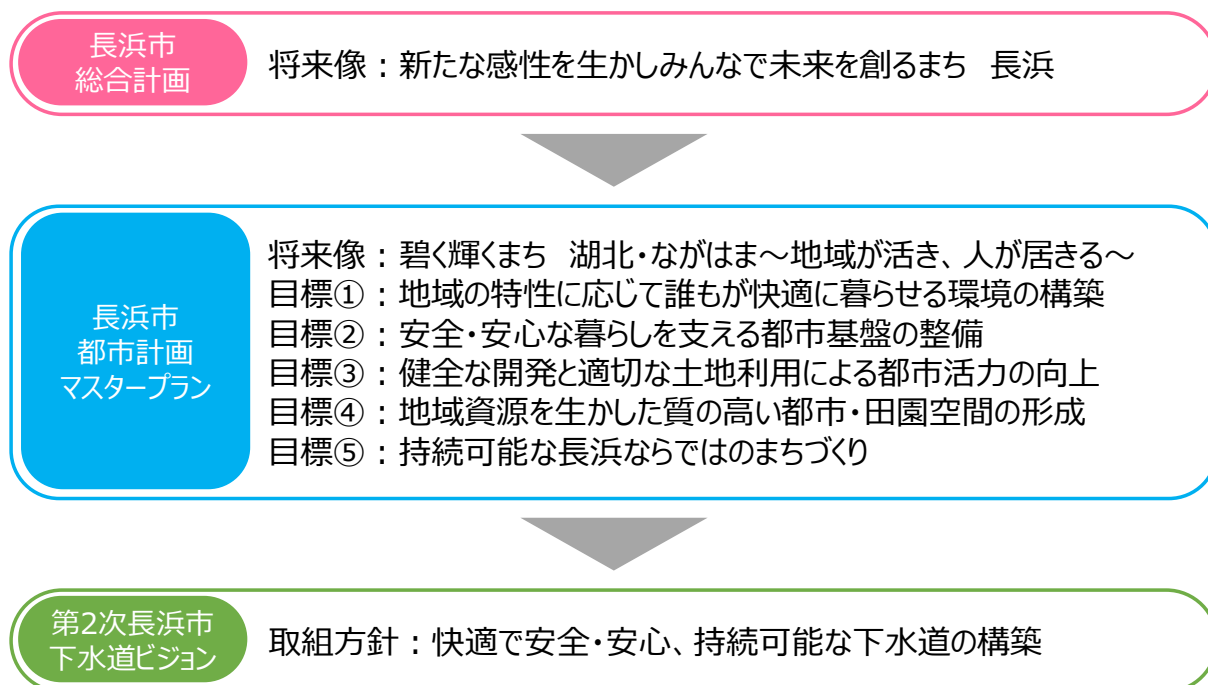 長浜市
総合計画
将来像：新たな感性を生かしみんなで未来を創るまち　長浜
長浜市
都市計画
マスタープラン
将来像：碧く輝くまち　湖北・ながはま～地域が活き、人が居きる～
目標①：地域の特性に応じて誰もが快適に暮らせる環境の構築
目標②：安全・安心な暮らしを支える都市基盤の整備
目標③：健全な開発と適切な土地利用による都市活力の向上
目標④：地域資源を生かした質の高い都市・田園空間の形成
目標⑤：持続可能な長浜ならではのまちづくり
第2次長浜市
下水道ビジョン
取組方針：快適で安全・安心、持続可能な下水道の構築